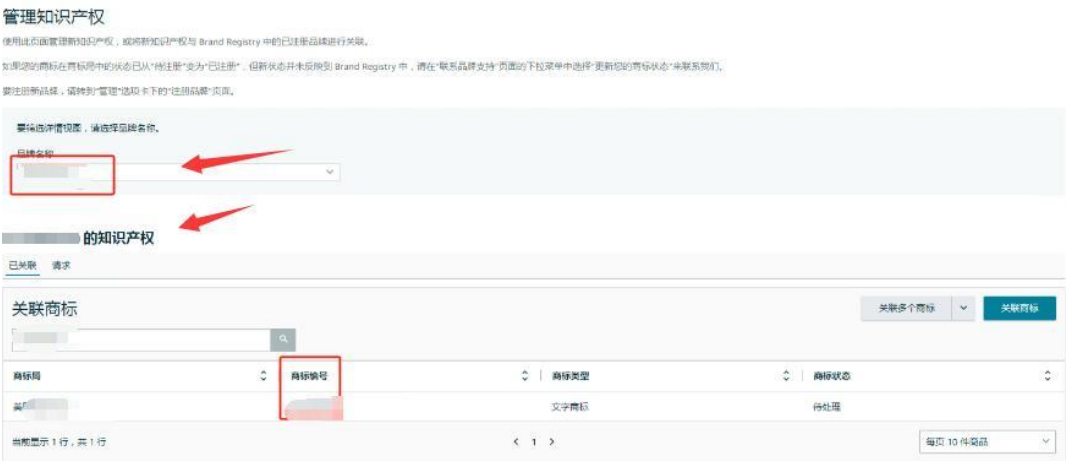 管理知识产权
使用此页面管理新知识产权，或将新知识产权与 Brand Registry 中的已注册品牌进行关联。
如果您的商标在商标局中的状态已从“待注册”变为“已注册”，但新状态并未反映到 Brand Registry 中，请在“联系品牌支持”页面的下拉菜单中选择“更新您的商标状态”来联系我们。
要注册新品牌，请转到“管理”选项卡下的“注册品牌”页面。
要筛选详情视图，请选择品牌名称。
品牌名称
的知识产权
已关联 请求
关联商标 关联多个商标 关联商标
商标局 商标编号 商标类型 商标状态
美 文字商标 待处理
当前显示 1 行，共 1 行 < 1 > 每页 10 件商品